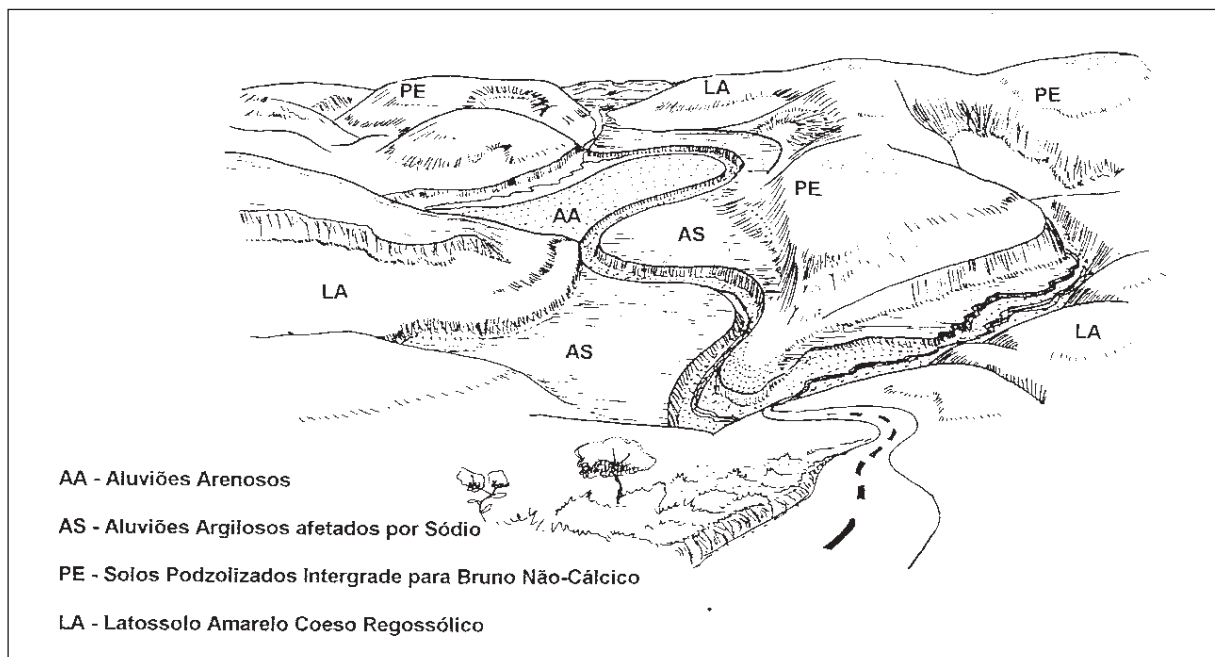 PE
LA
PE
PE
AA
AS
LA
AS
LA
AA - Aluviões Arenosos
AS - Aluviões Argilosos afetados por Sódio
PE - Solos Podzolizados Intergrade para Bruno Não-Cálcico
LA - Latossolo Amarelo Coeso Regossólico